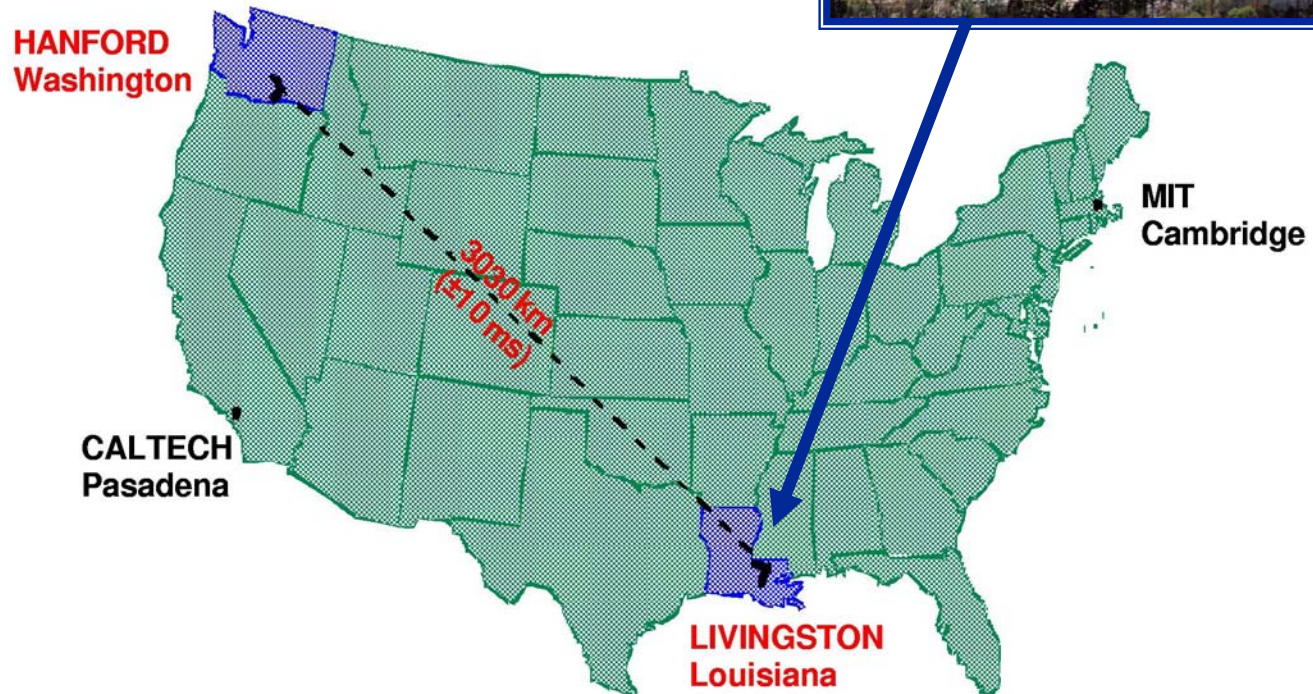 HANFORD
Washington
MIT
Cambridge
3030 km
(±10 ms)
CALTECH
Pasadena
LIVINGSTON
Louisiana